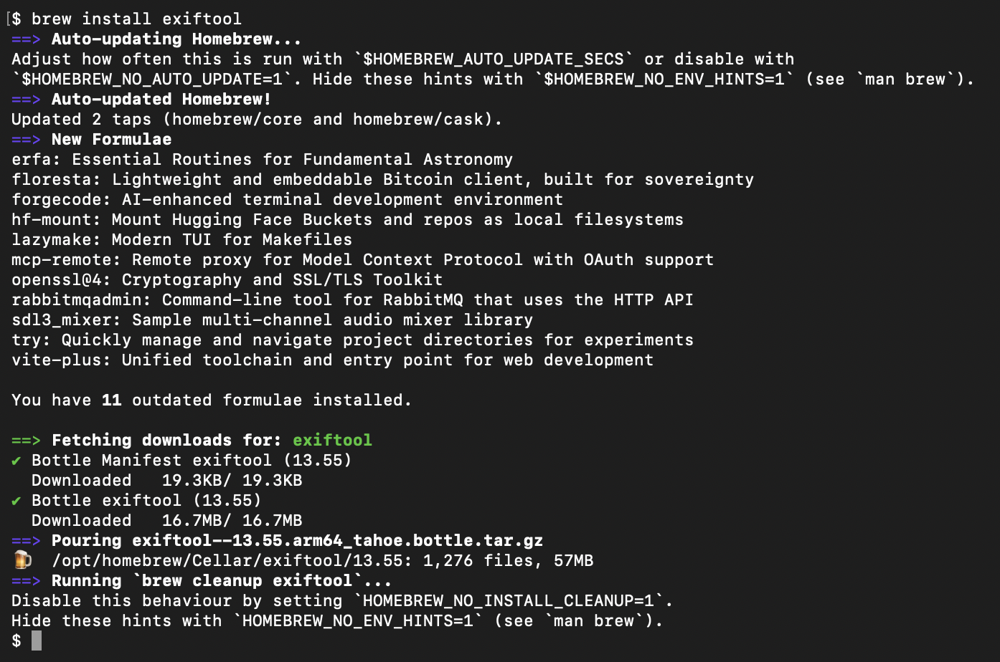 [$ brew install exiftool
==> Auto-updating Homebrew...
Adjust how often this is run with `$HOMEBREW_AUTO_UPDATE_SECS` or disable with
`$HOMEBREW_NO_AUTO_UPDATE=1`. Hide these hints with `$HOMEBREW_NO_ENV_HINTS=1` (see `man brew`).
==> Auto-updated Homebrew!
Updated 2 taps (homebrew/core and homebrew/cask).
==> New Formulae
erfa: Essential Routines for Fundamental Astronomy
floresta: Lightweight and embeddable Bitcoin client, built for sovereignty
forgecode: AI-enhanced terminal development environment
hf-mount: Mount Hugging Face Buckets and repos as local filesystems
lazymake: Modern TUI for Makefiles
mcp-remote: Remote proxy for Model Context Protocol with OAuth support
openssl@4: Cryptography and SSL/TLS Toolkit
rabbitmqadmin: Command-line tool for RabbitMQ that uses the HTTP API
sdl3_mixer: Sample multi-channel audio mixer library
try: Quickly manage and navigate project directories for experiments
vite-plus: Unified toolchain and entry point for web development

You have 11 outdated formulae installed.

==> Fetching downloads for: exiftool
✔ Bottle Manifest exiftool (13.55)
  Downloaded   19.3KB/ 19.3KB
✔ Bottle exiftool (13.55)
  Downloaded   16.7MB/ 16.7MB
==> Pouring exiftool--13.55.arm64_tahoe.bottle.tar.gz
🍺  /opt/homebrew/Cellar/exiftool/13.55: 1,276 files, 57MB
==> Running `brew cleanup exiftool`...
Disable this behaviour by setting `HOMEBREW_NO_INSTALL_CLEANUP=1`.
Hide these hints with `HOMEBREW_NO_ENV_HINTS=1` (see `man brew`).
$